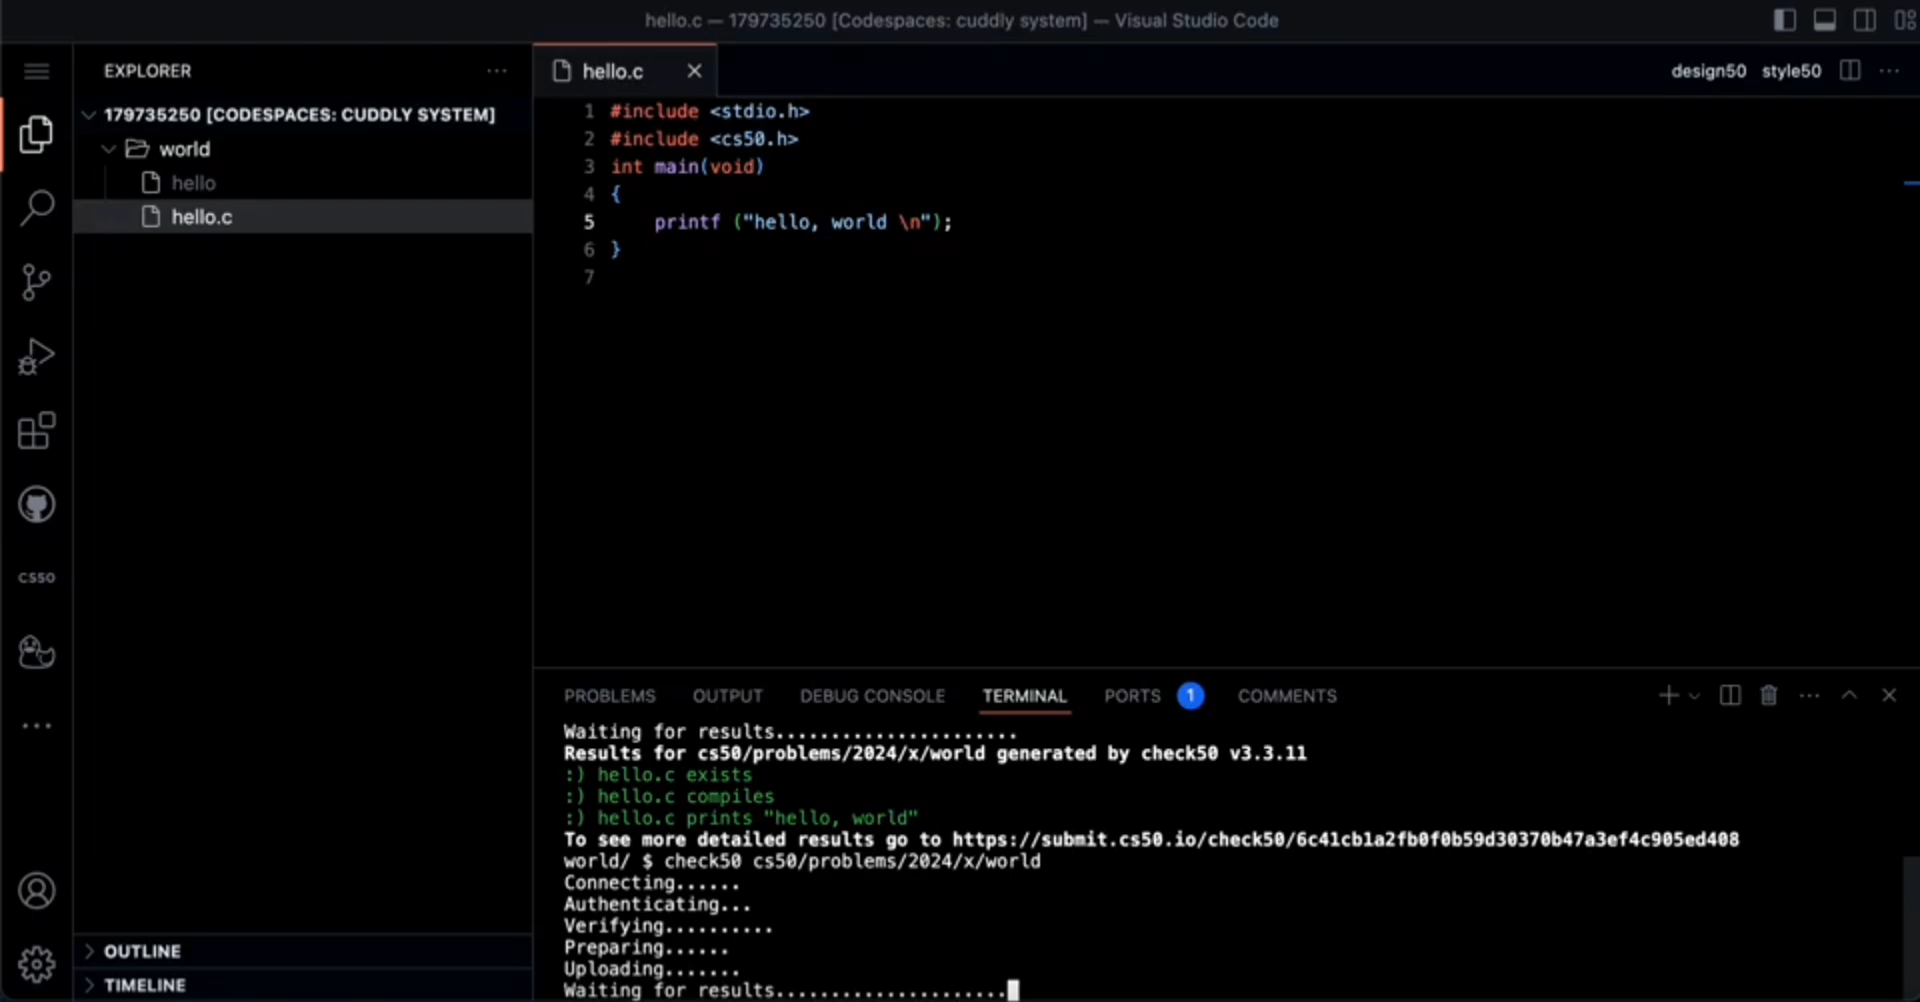 hello.c — 179735250 [Codespaces: cuddly system] — Visual Studio Code
EXPLORER
179735250 [CODESPACES: CUDDLY SYSTEM]
world
hello
hello.c
CS50
OUTLINE
TIMELINE
hello.c
design50 style50
1 #include <stdio.h>
2 #include <cs50.h>
3 int main(void)
4 {
5 printf ("hello, world \n");
6 }
7
PROBLEMS OUTPUT DEBUG CONSOLE TERMINAL PORTS 1 COMMENTS
Waiting for results......................
Results for cs50/problems/2024/x/world generated by check50 v3.3.11
:) hello.c exists
:) hello.c compiles
:) hello.c prints "hello, world"
To see more detailed results go to https://submit.cs50.io/check50/6c41cb1a2fb0f0b59d30370b47a3ef4c905ed408
world/ $ check50 cs50/problems/2024/x/world
Connecting......
Authenticating...
Verifying..........
Preparing......
Uploading.......
Waiting for results.....................